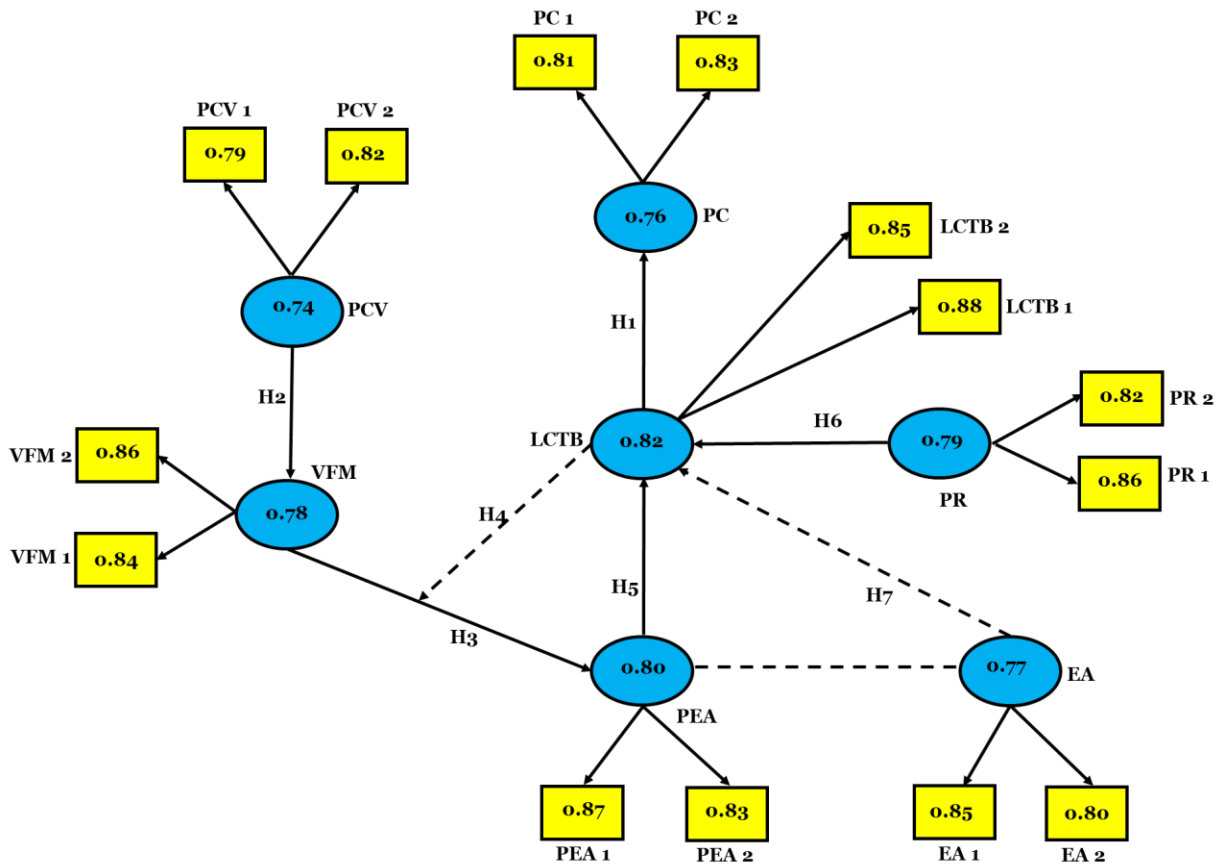 PC 1
PC 2
0.81
0.83
PCV 1
PCV 2
0.79
0.82
0.76
PC
0.85
LCTB 2
0.74
PCV
0.88
LCTB 1
H1
H2
0.82
PR 2
H6
LCTB
0.82
0.79
VFM 2
0.86
VFM
0.86
PR 1
PR
0.78
H4
VFM 1
0.84
H5
H7
H3
0.80
0.77
EA
PEA
0.87
0.83
0.85
0.80
PEA 1
PEA 2
EA 1
EA 2